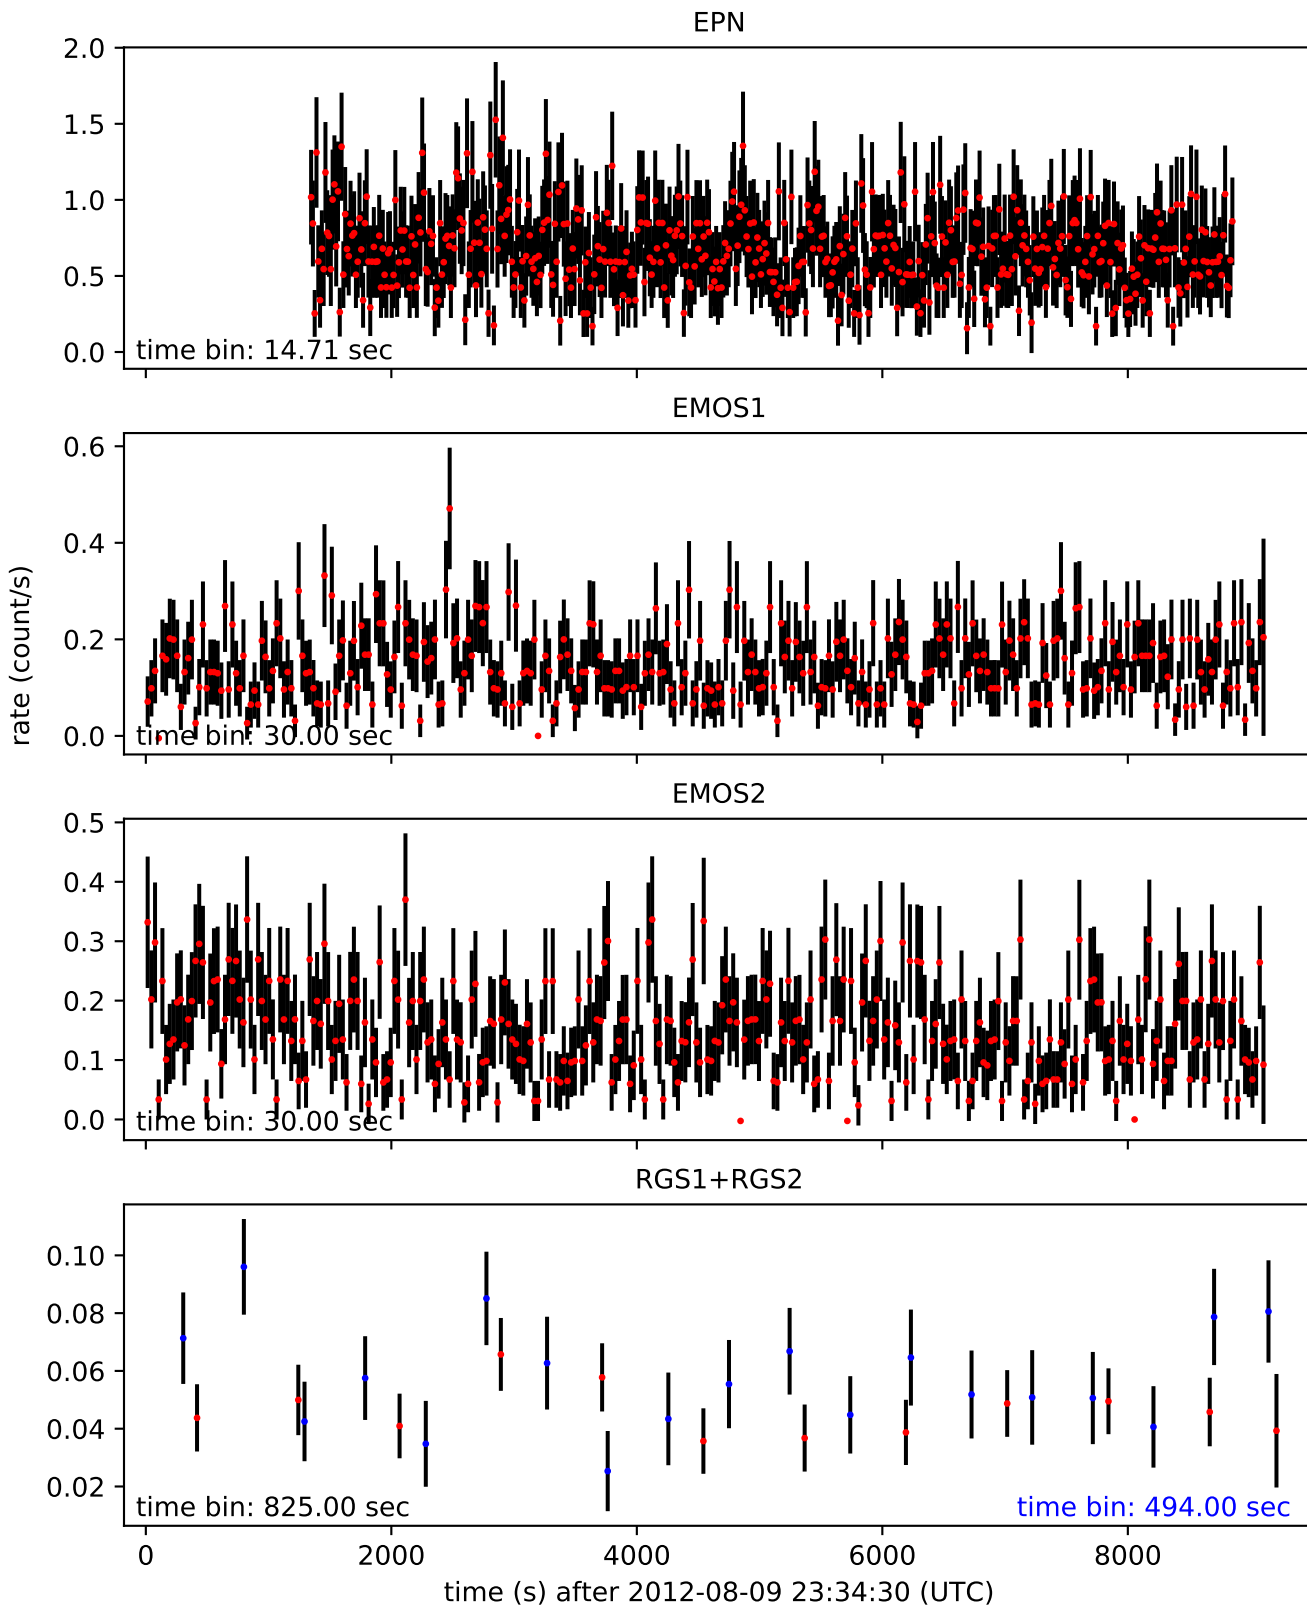 EPN
2.0
1.5
1.0
0.5
0.0
time bin: 14.71 sec
EMOS1
0.6
0.4
0.2
0.0
time bin: 30.00 sec
rate (count/s)
EMOS2
0.5
0.4
0.3
0.2
0.1
0.0
time bin: 30.00 sec
RGS1+RGS2
0.10
0.08
0.06
0.04
0.02
time bin: 825.00 sec time bin: 494.00 sec
0 2000 4000 6000 8000
time (s) after 2012-08-09 23:34:30 (UTC)